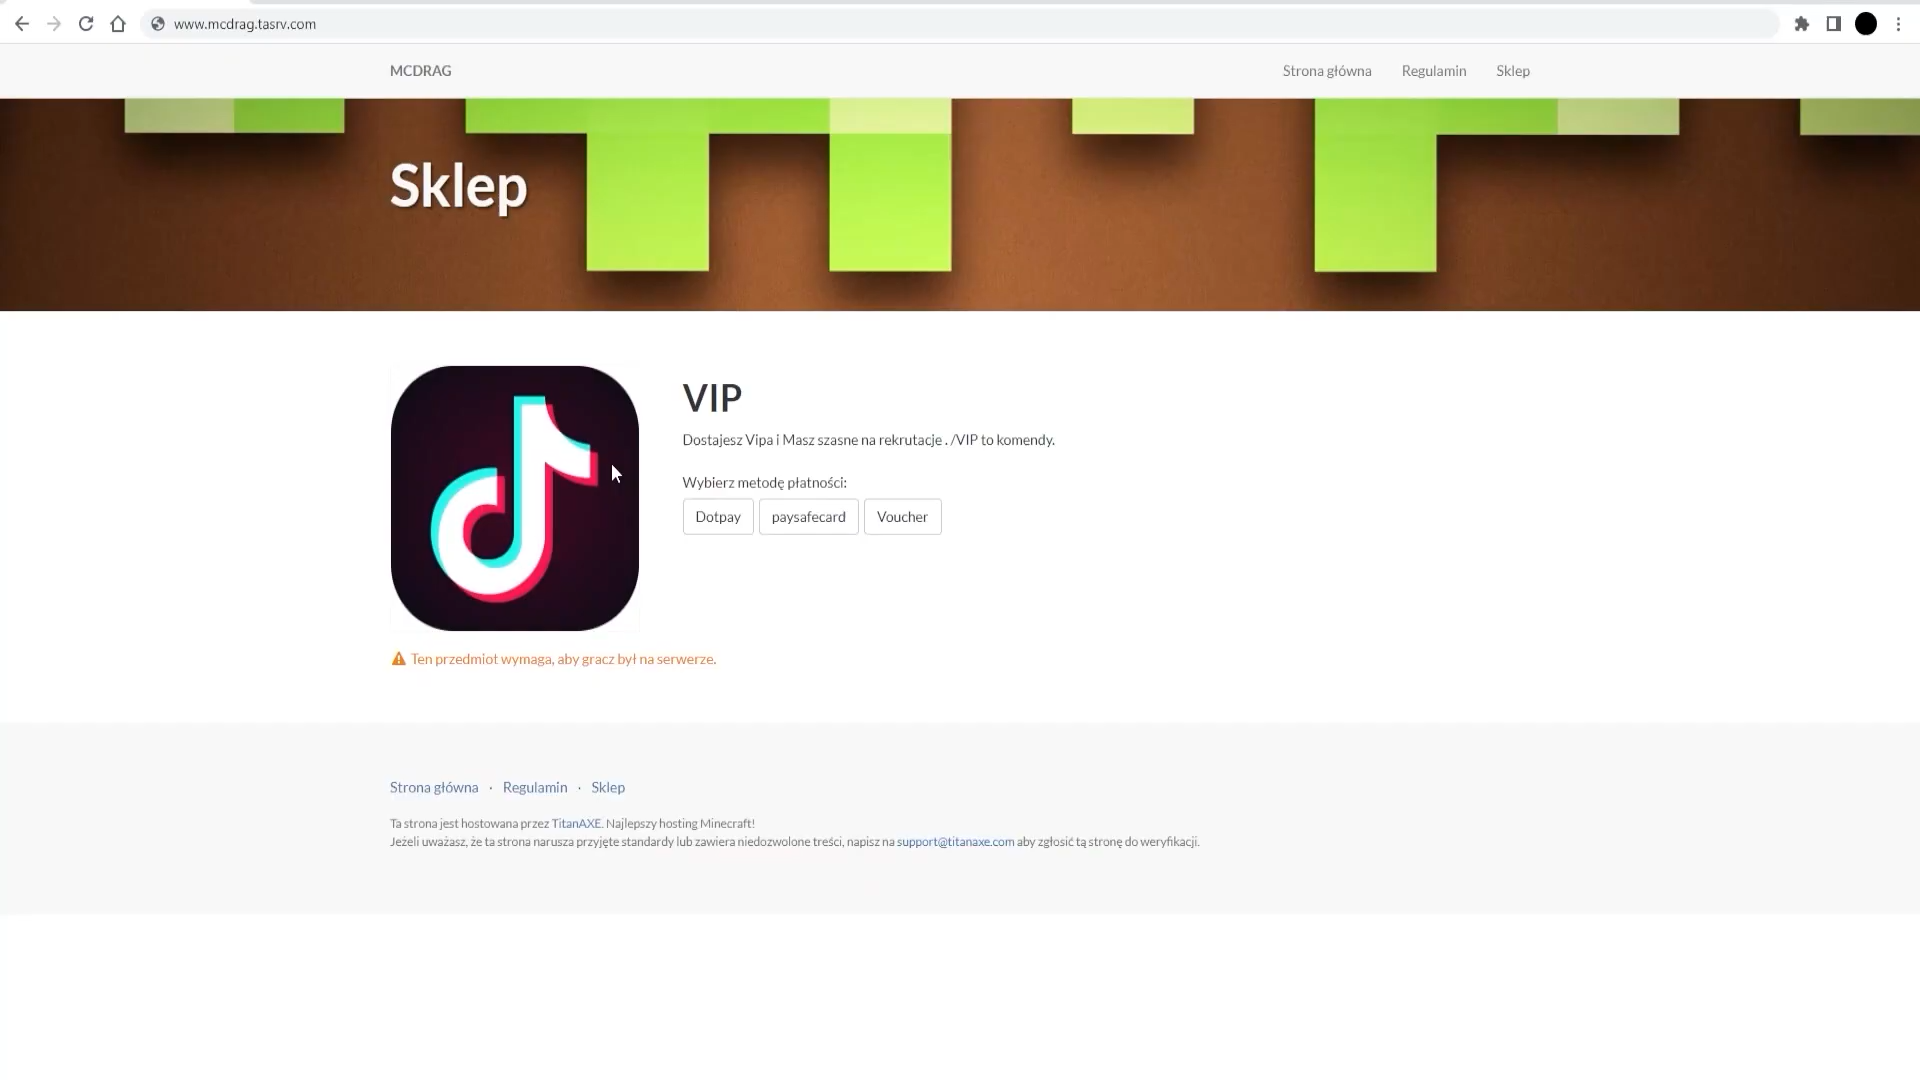 www.mcdrag.tasrv.com
MCDRAG
Strona główna
Regulamin
Sklep
Sklep
VIP
Dostajesz Vipa i Masz szasne na rekrutacje . /VIP to komendy.
Wybierz metodę płatności:
Dotpay
paysafecard
Voucher
Ten przedmiot wymaga, aby gracz był na serwerze.
Strona główna · Regulamin · Sklep
Ta strona jest hostowana przez TitanAXE. Najlepszy hosting Minecraft!
Jeżeli uważasz, że ta strona narusza przyjęte standardy lub zawiera niedozwolone treści, napisz na support@titanaxe.com aby zgłosić tą stronę do weryfikacji.